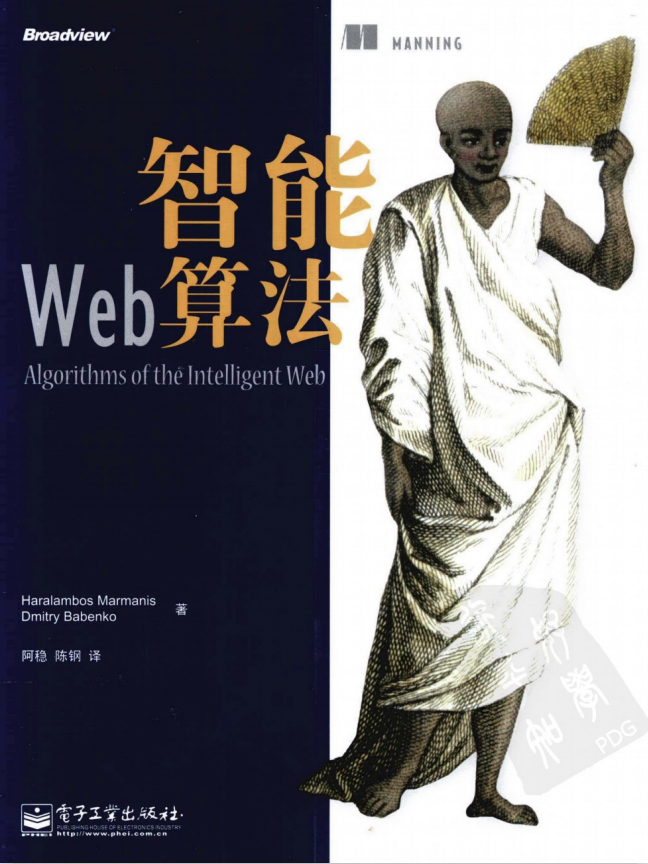 Broadview
MANNING
智能
Web算法
Algorithms of the Intelligent Web
Haralambos Marmanis
Dmitry Babenko
著
阿稳 陈钢 译
電子工業出版社
PUBLISHING HOUSE OF ELECTRONICS INDUSTRY
http://www.phei.com.cn
PHEI
PDG